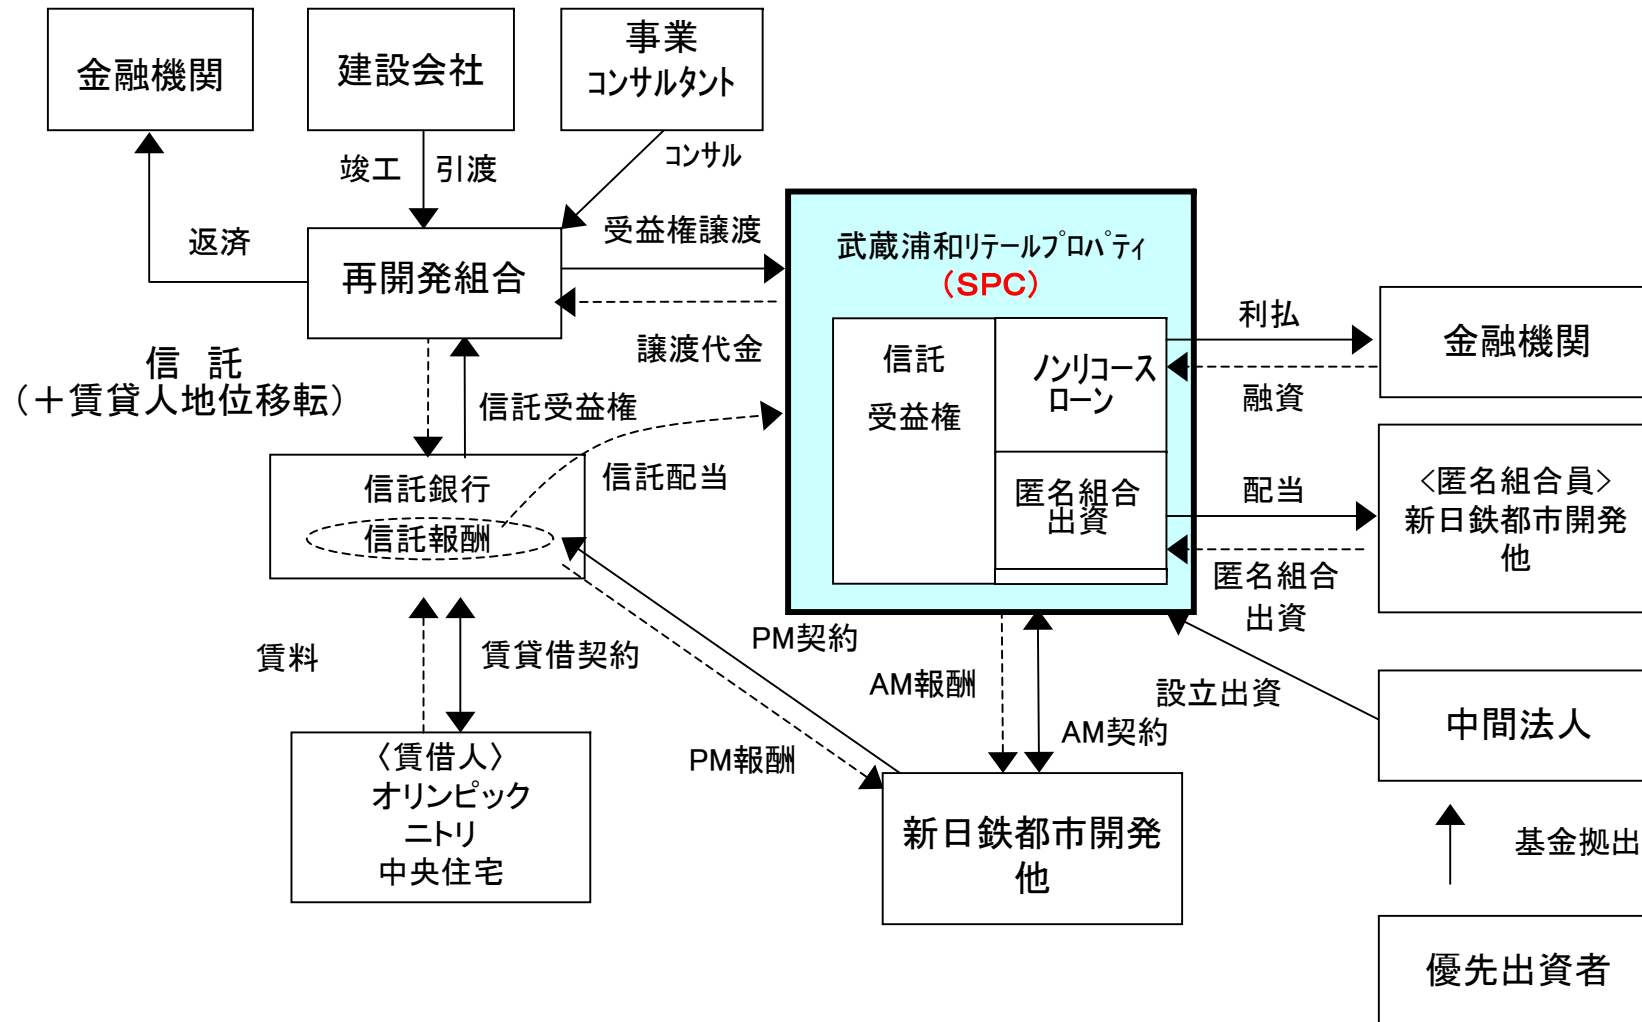 金融機関
建設会社
事業
コンサルタント
竣工
引渡
コンサル
返済
再開発組合
受益権譲渡
譲渡代金
武蔵浦和リテールプロパティ
（SPC）
信託
受益権
ノンリコース
ローン
匿名組合
出資
利払
融資
金融機関
配当
匿名組合
出資
〈匿名組合員〉
新日鉄都市開発
他
信　託
（＋賃貸人地位移転）
信託受益権
信託配当
信託銀行
信託報酬
賃料
賃貸借契約
PM契約
PM報酬
AM報酬
AM契約
設立出資
中間法人
〈賃借人〉
オリンピック
ニトリ
中央住宅
新日鉄都市開発
他
基金拠出
優先出資者